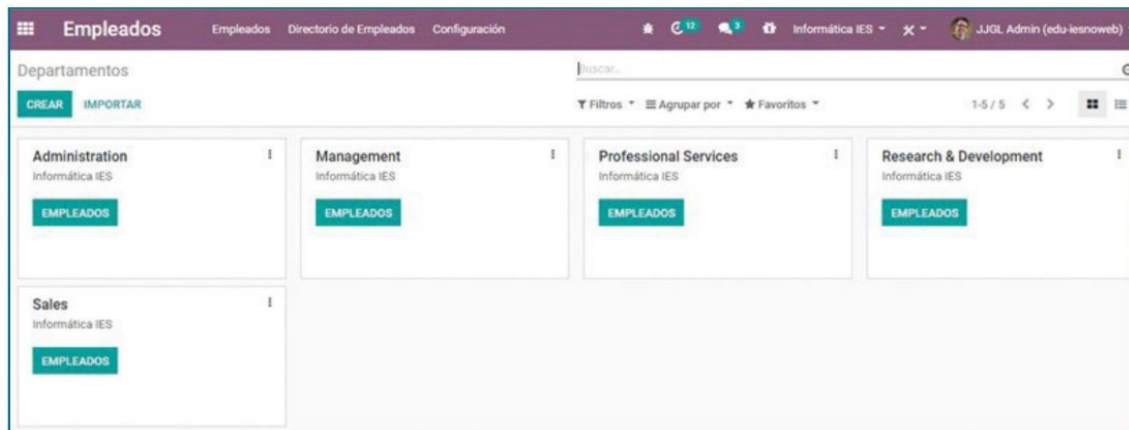 Empleados Empleados Directorio de Empleados Configuración 12 3 Informática IES JJGL Admin (edu-iesnoweb)
Departamentos Buscar...
CREAR IMPORTAR Filtros Agrupar por Favoritos 1-5 / 5
Administration Management Professional Services Research & Development
Informática IES Informática IES Informática IES Informática IES
EMPLEADOS EMPLEADOS EMPLEADOS EMPLEADOS
Sales
Informática IES
EMPLEADOS